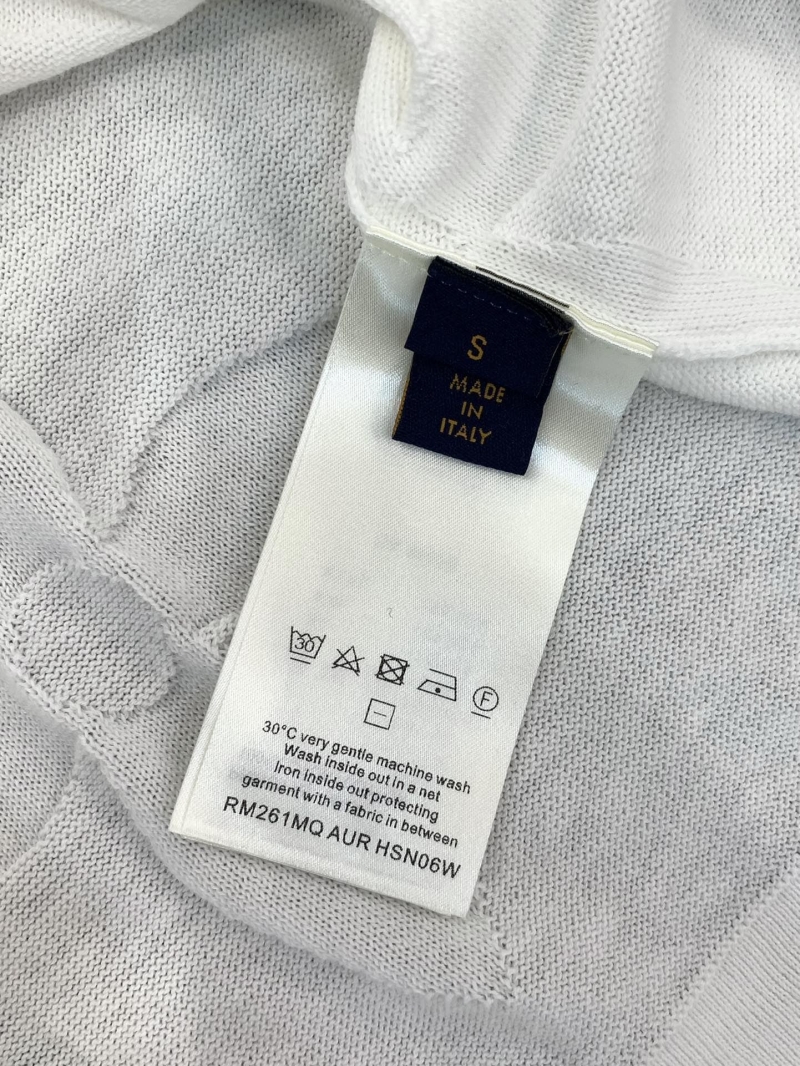 S
MADE
IN
ITALY
30
F
30°C very gentle machine wash
Wash inside out in a net
Iron inside out protecting
garment with a fabric in between
RM261MQ AUR HSN06W